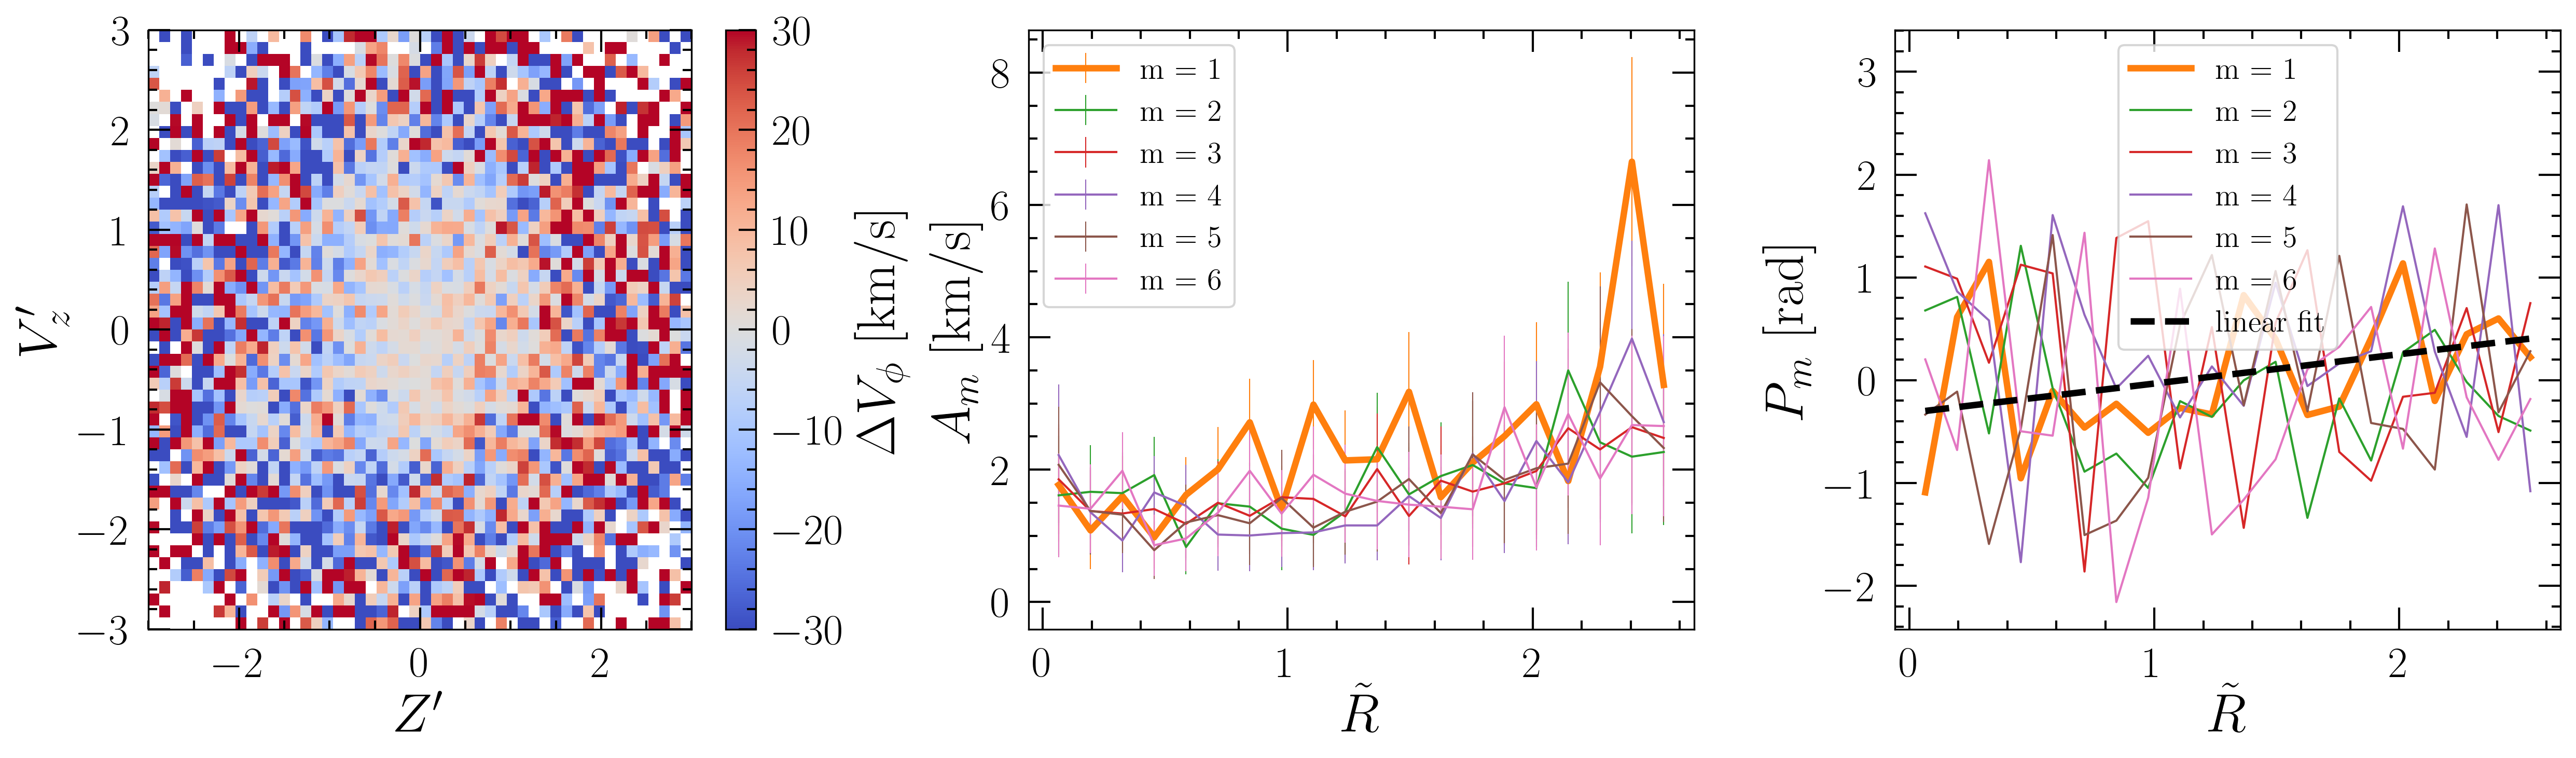 3
2
1
0
−1
−2
−3
V′z
−2
0
2
Z′
30
20
10
0
−10
−20
−30
ΔVϕ [km/s]
Am [km/s]
8
6
4
2
0
m = 1
m = 2
m = 3
m = 4
m = 5
m = 6
0
1
2
R̃
Pm [rad]
3
2
1
0
−1
−2
m = 1
m = 2
m = 3
m = 4
m = 5
m = 6
linear fit
0
1
2
R̃